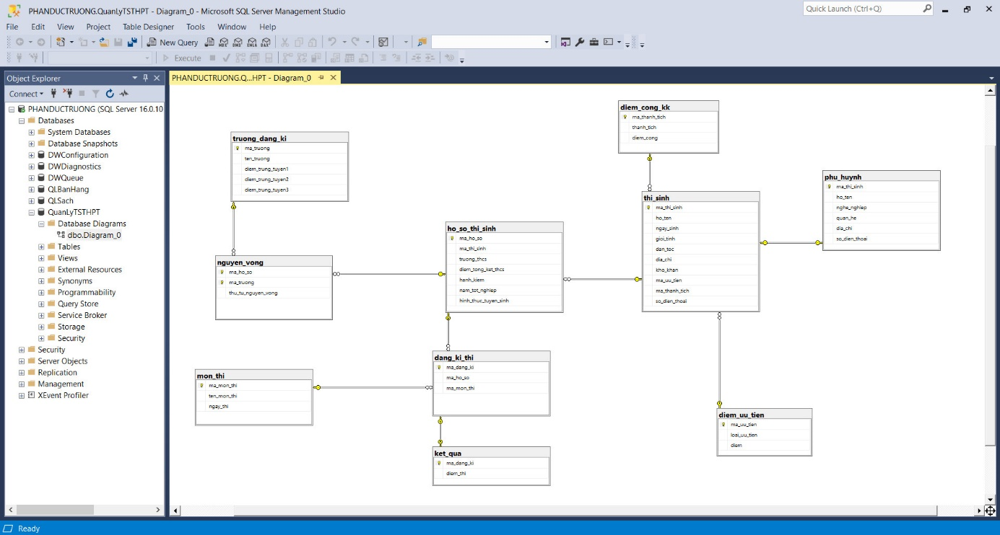 PHANDUCTRUONG.QuanLyTSTHPT - Diagram_0 - Microsoft SQL Server Management Studio
Quick Launch (Ctrl+Q)
File Edit View Project Table Designer Tools Window Help
New Query MDX DMX XMLA DAX
Execute
Object Explorer
PHANDUCTRUONG.Q...HPT - Diagram_0
Connect
PHANDUCTRUONG (SQL Server 16.0.10
Databases
System Databases
Database Snapshots
DWConfiguration
DWDiagnostics
DWQueue
QLBanHang
QLSach
QuanLyTSTHPT
Database Diagrams
dbo.Diagram_0
Tables
Views
External Resources
Synonyms
Programmability
Query Store
Service Broker
Storage
Security
Security
Server Objects
Replication
Management
XEvent Profiler
diem_cong_kk
ma_thanh_tich
thanh_tich
diem_cong
truong_dang_ki
ma_truong
ten_truong
diem_trung_tuyen1
diem_trung_tuyen2
diem_trung_tuyen3
phu_huynh
ma_thi_sinh
ho_ten
nghe_nghiep
quan_he
dia_chi
so_dien_thoai
thi_sinh
ma_thi_sinh
ho_ten
ngay_sinh
gioi_tinh
dan_toc
dia_chi
kho_khan
ma_uu_tien
ma_thanh_tich
so_dien_thoai
ho_so_thi_sinh
ma_ho_so
ma_thi_sinh
truong_thcs
diem_tong_ket_thcs
hanh_kiem
nam_tot_nghiep
hinh_thuc_tuyen_sinh
nguyen_vong
ma_ho_so
ma_truong
thu_tu_nguyen_vong
dang_ki_thi
ma_dang_ki
ma_ho_so
ma_mon_thi
mon_thi
ma_mon_thi
ten_mon_thi
ngay_thi
diem_uu_tien
ma_uu_tien
loai_uu_tien
diem
ket_qua
ma_dang_ki
diem_thi
Ready